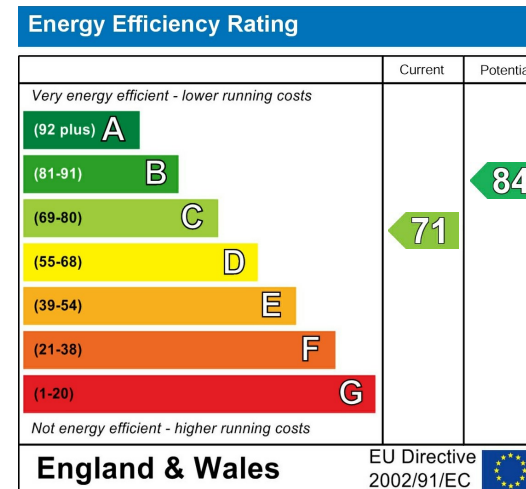 Energy Efficiency Rating
Current Potentia
Very energy efficient - lower running costs
(92 plus) A
(81-91) B
84
(69-80) C
71
(55-68) D
(39-54) E
(21-38) F
(1-20) G
Not energy efficient - higher running costs
England & Wales
EU Directive
2002/91/EC